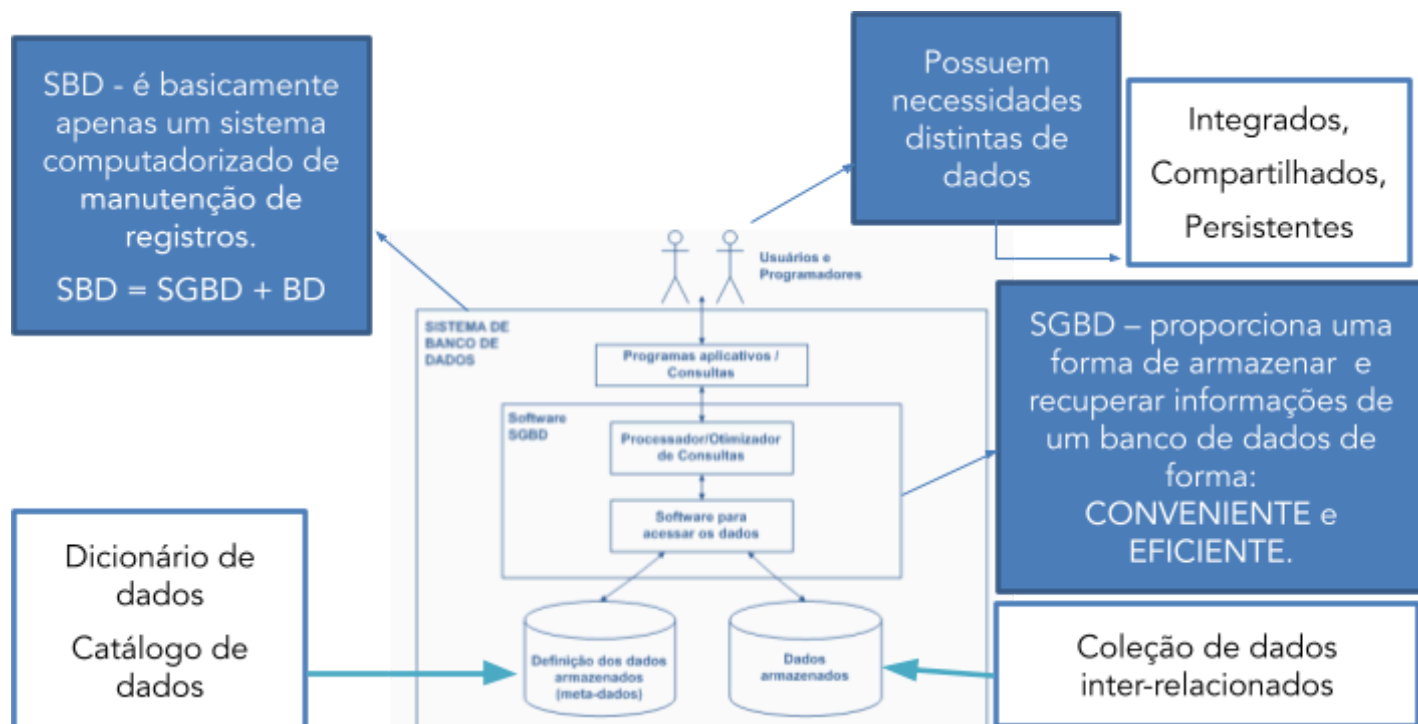 SBD - é basicamente
apenas um sistema
computadorizado de
manutenção de
registros.
SBD = SGBD + BD
Possuem
necessidades
distintas de
dados
Integrados,
Compartilhados,
Persistentes
Usuários e
Programadores
SISTEMA DE
BANCO DE
DADOS
Programas aplicativos /
Consultas
Software
SGBD
Processador/Otimizador
de Consultas
Software para
acessar os dados
SGBD – proporciona uma
forma de armazenar e
recuperar informações de
um banco de dados de
forma:
CONVENIENTE e
EFICIENTE.
Dicionário de
dados
Catálogo de
dados
Definição dos dados
armazenados
(meta-dados)
Dados
armazenados
Coleção de dados
inter-relacionados